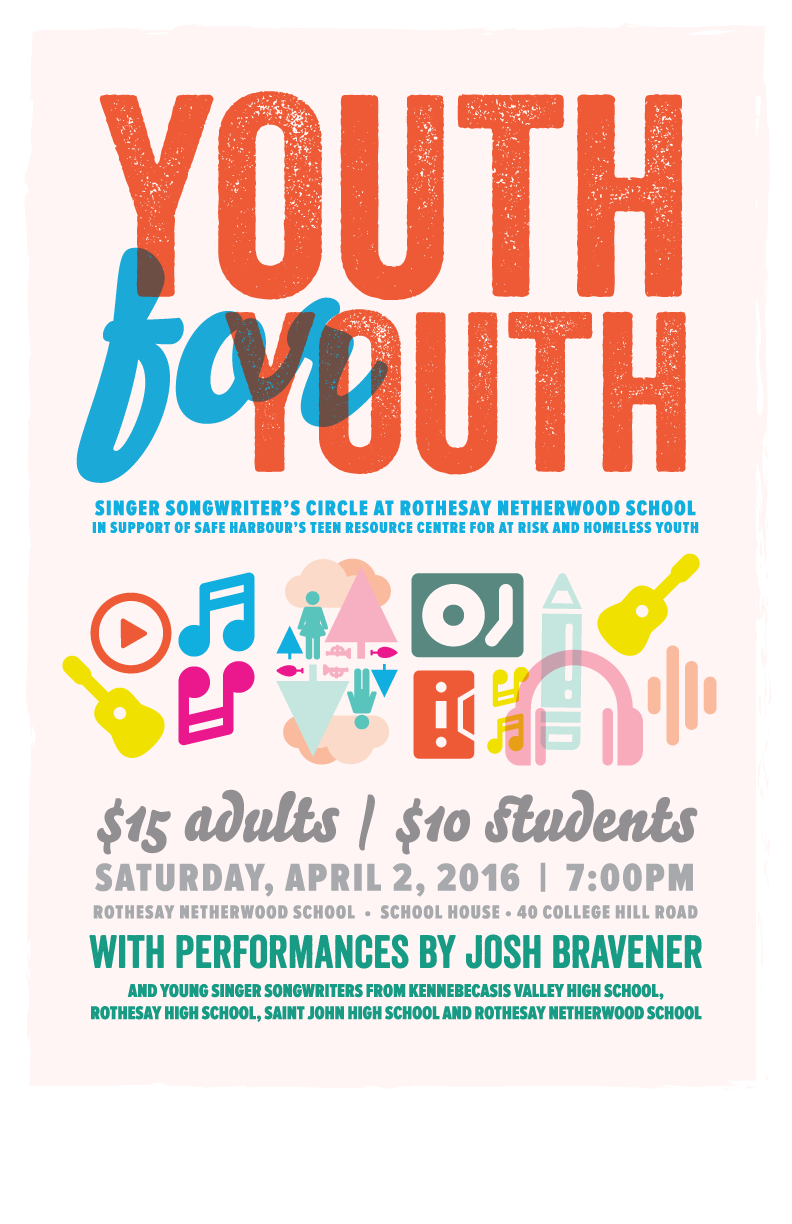 YOUTH
for
YOUTH
SINGER SONGWRITER'S CIRCLE AT ROTHESAY NETHERWOOD SCHOOL
IN SUPPORT OF SAFE HARBOUR'S TEEN RESOURCE CENTRE FOR AT RISK AND HOMELESS YOUTH
$15 adults | $10 students
SATURDAY, APRIL 2, 2016 | 7:00PM
ROTHESAY NETHERWOOD SCHOOL • SCHOOL HOUSE • 40 COLLEGE HILL ROAD
WITH PERFORMANCES BY JOSH BRAVENER
AND YOUNG SINGER SONGWRITERS FROM KENNEBECASIS VALLEY HIGH SCHOOL,
ROTHESAY HIGH SCHOOL, SAINT JOHN HIGH SCHOOL AND ROTHESAY NETHERWOOD SCHOOL